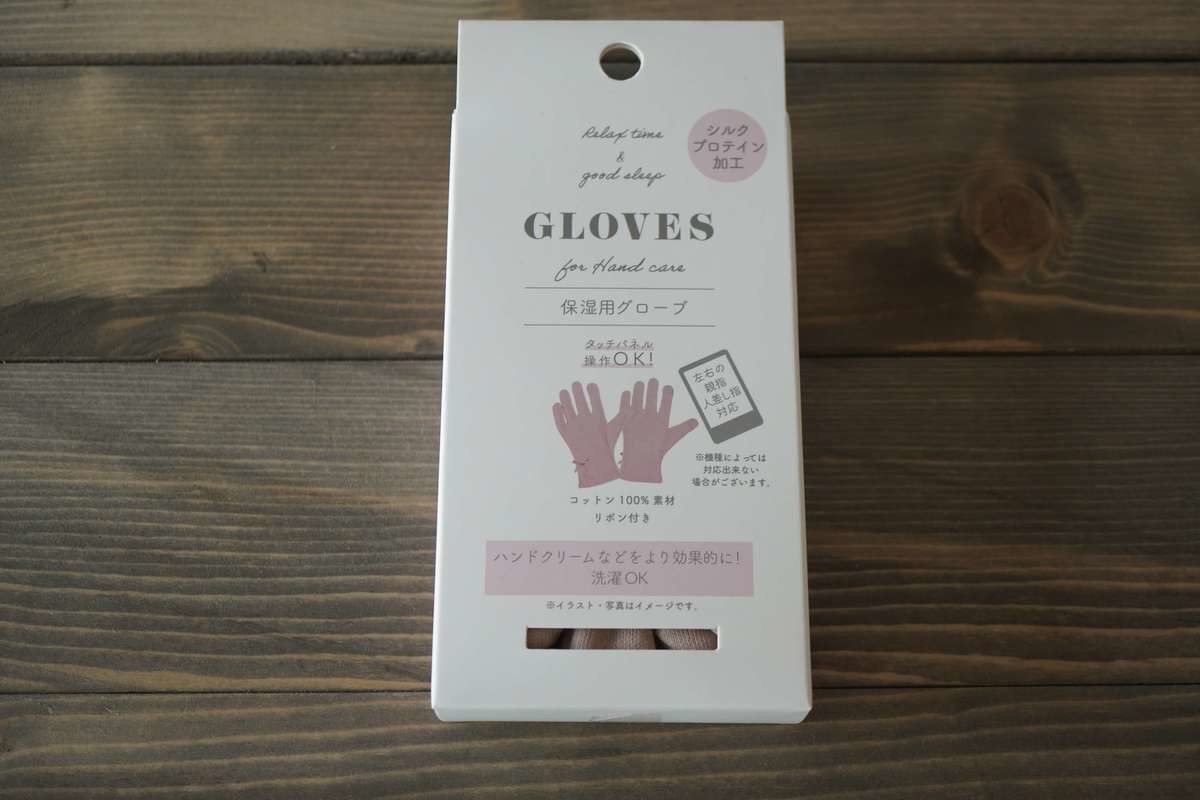 Relax time
&
good sleep
シルク
プロテイン
加工
GLOVES
for Hand care
保湿用グローブ
タッチパネル
操作OK!
左右の
親指
人差し指
対応
※機種によっては
対応出来ない
場合がございます。
コットン100%素材
リボン付き
ハンドクリームなどをより効果的に!
洗濯OK
※イラスト・写真はイメージです。